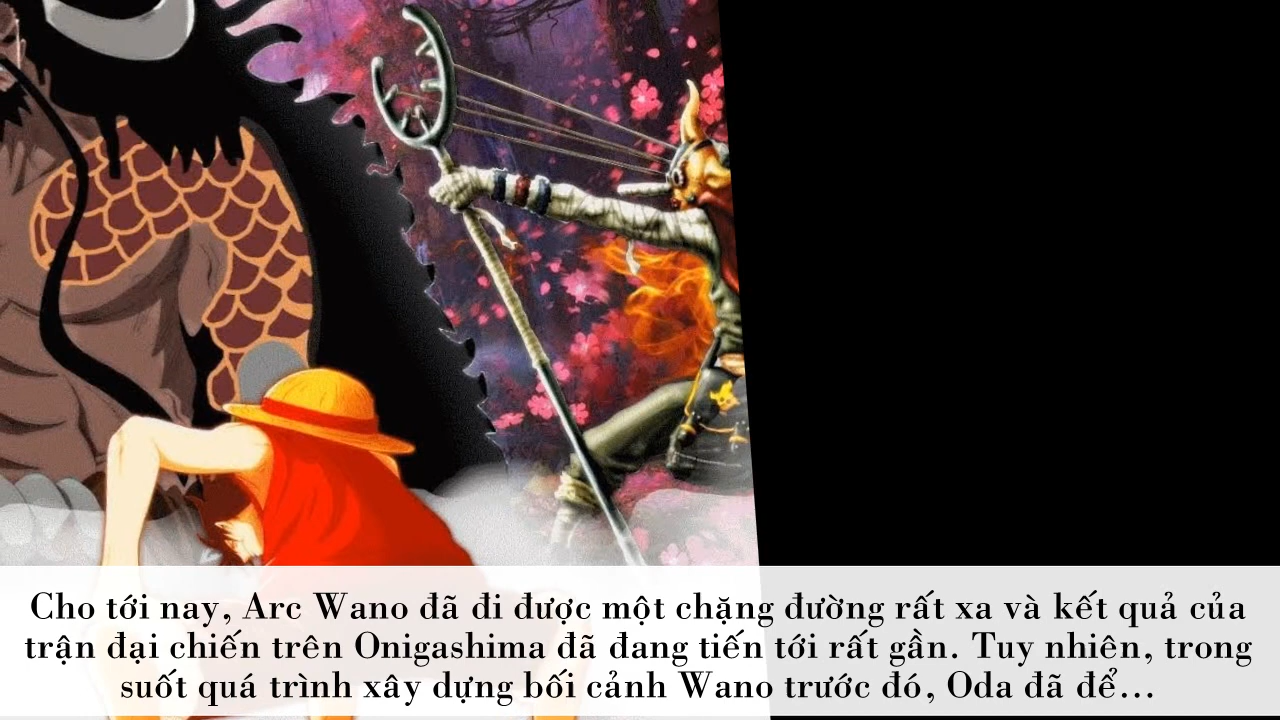 Cho tới nay, Arc Wano đã đi được một chặng đường rất xa và kết quả của
trận đại chiến trên Onigashima đã đang tiến tới rất gần. Tuy nhiên, trong
suốt quá trình xây dựng bối cảnh Wano trước đó, Oda đã để...